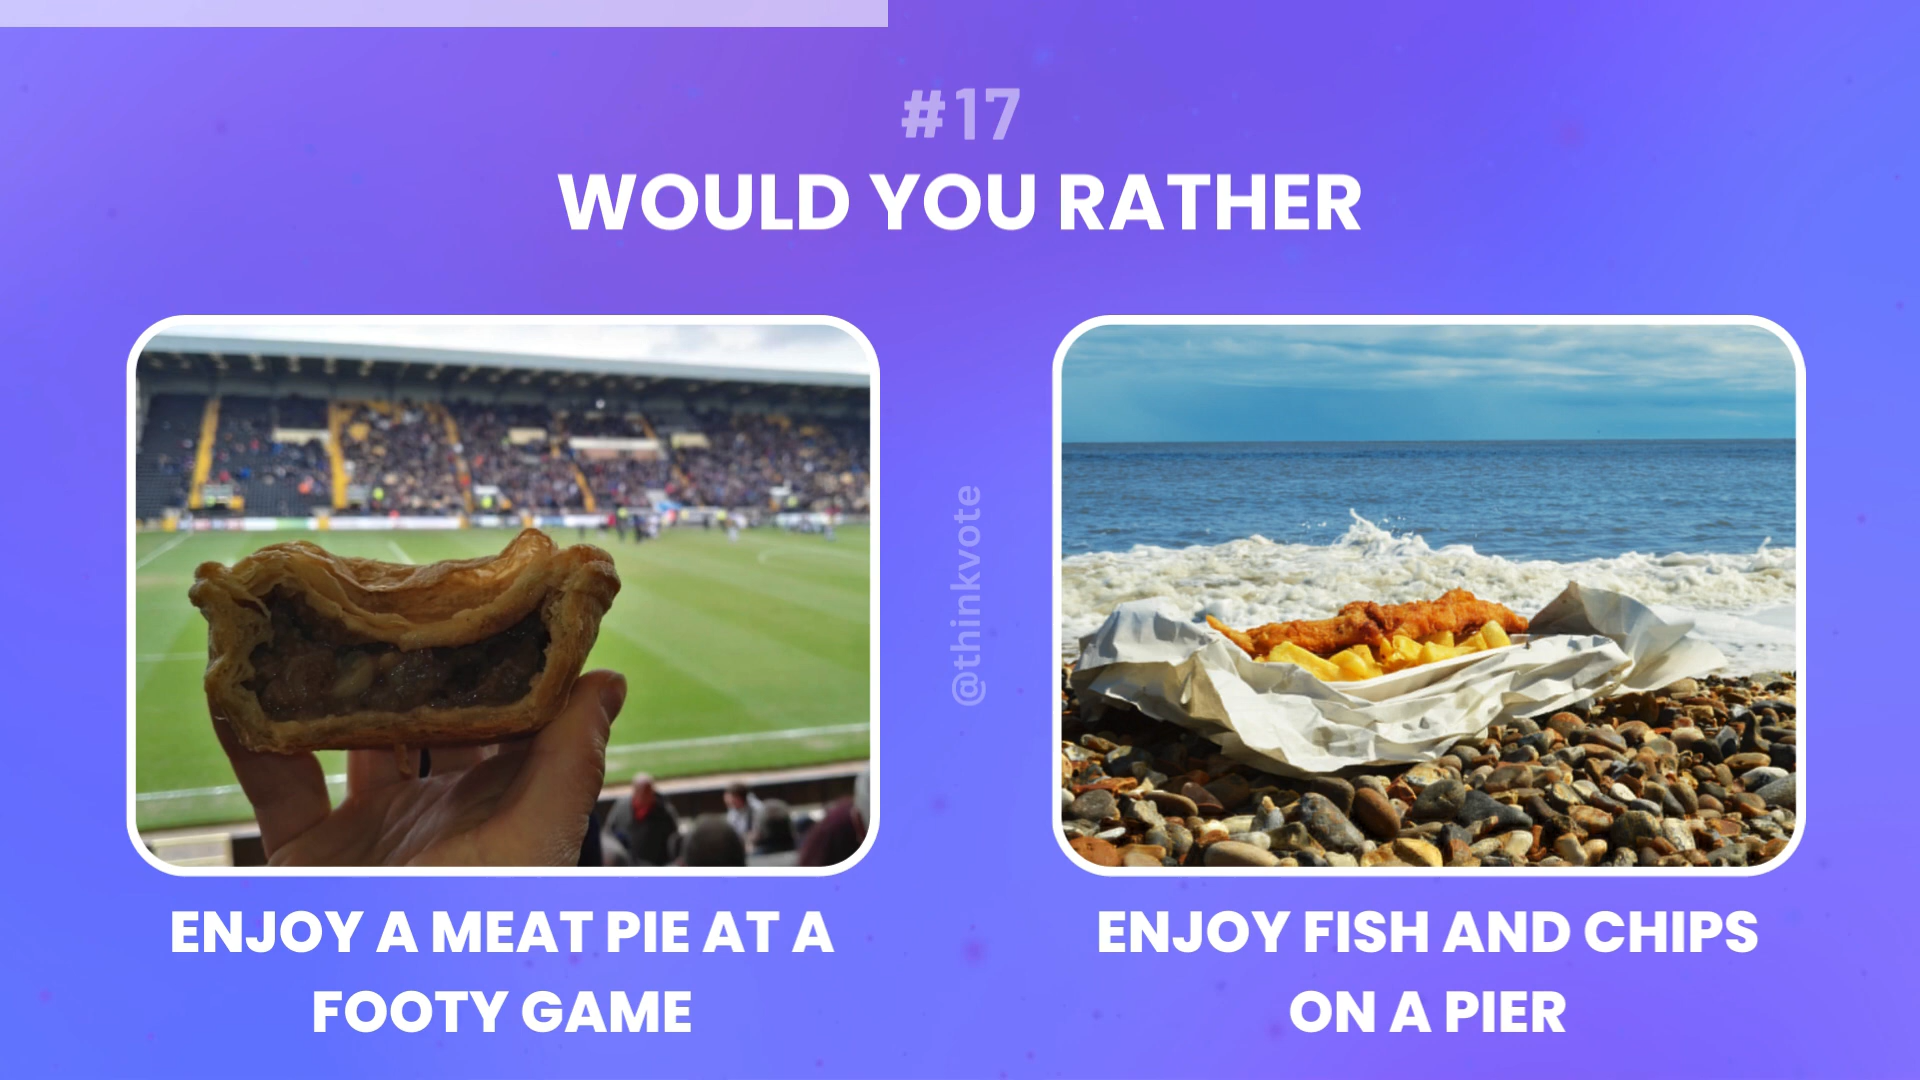 #17
WOULD YOU RATHER
@thinkvote
ENJOY A MEAT PIE AT A
FOOTY GAME
ENJOY FISH AND CHIPS
ON A PIER